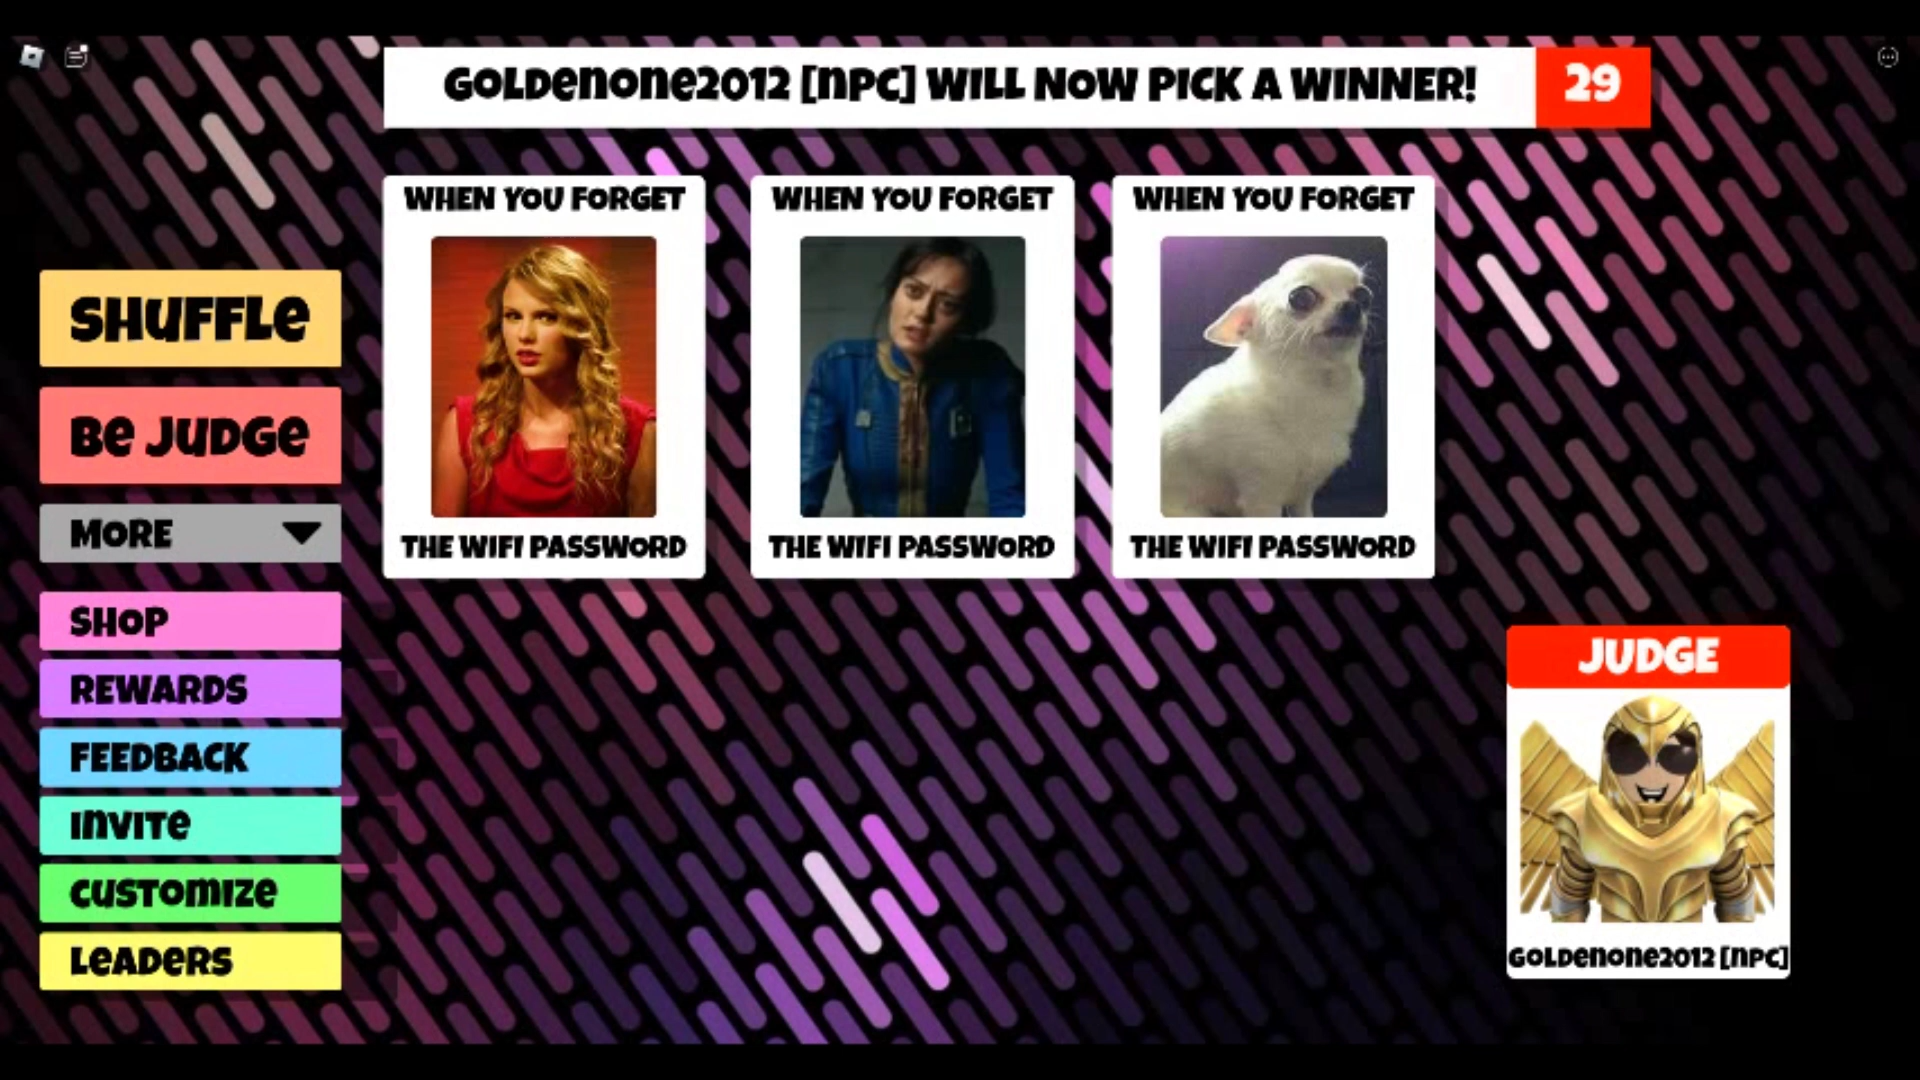 GOLDENONE2012 [NPC] WILL NOW PICK A WINNER!
29
WHEN YOU FORGET
THE WIFI PASSWORD
WHEN YOU FORGET
THE WIFI PASSWORD
WHEN YOU FORGET
THE WIFI PASSWORD
SHUFFLE
BE JUDGE
MORE
SHOP
REWARDS
FEEDBACK
INVITE
CUSTOMIZE
LEADERS
JUDGE
GOLDENONE2012 [NPC]